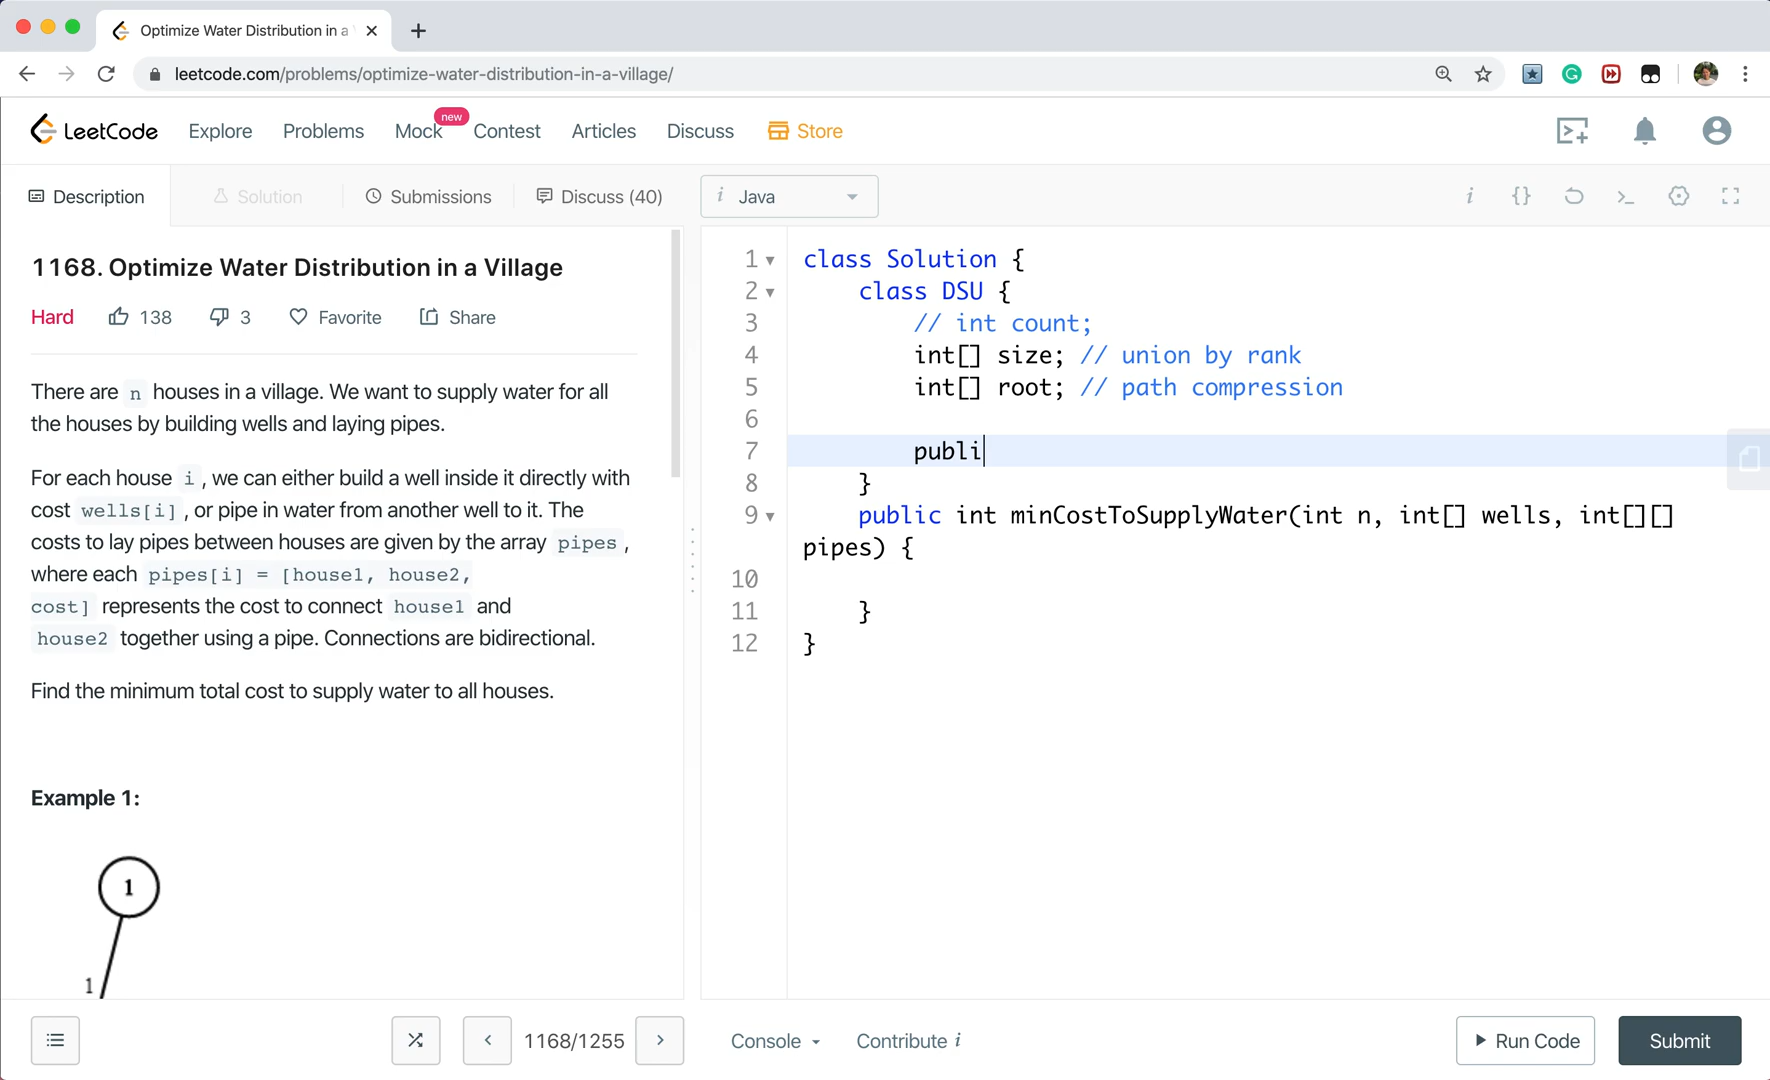 Optimize Water Distribution in a
leetcode.com/problems/optimize-water-distribution-in-a-village/
LeetCode Explore Problems Mock new Contest Articles Discuss Store
Description Solution Submissions Discuss (40) i Java
1168. Optimize Water Distribution in a Village
Hard 138 3 Favorite Share
There are n houses in a village. We want to supply water for all
the houses by building wells and laying pipes.
For each house i , we can either build a well inside it directly with
cost wells[i] , or pipe in water from another well to it. The
costs to lay pipes between houses are given by the array pipes ,
where each pipes[i] = [house1, house2,
cost] represents the cost to connect house1 and
house2 together using a pipe. Connections are bidirectional.
Find the minimum total cost to supply water to all houses.
Example 1:
1
1
1 class Solution {
2 class DSU {
3 // int count;
4 int[] size; // union by rank
5 int[] root; // path compression
6
7 publi
8 }
9 public int minCostToSupplyWater(int n, int[] wells, int[][]
pipes) {
10
11 }
12 }
1168/1255
Console Contribute i
Run Code Submit